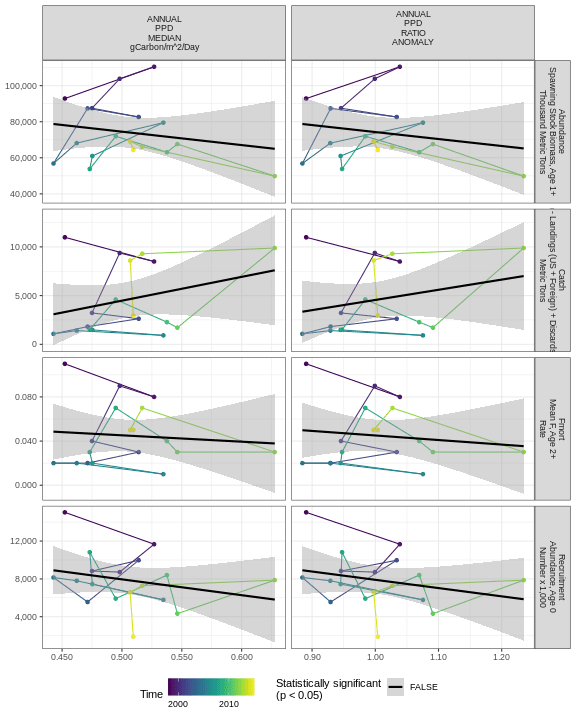 ANNUAL
PPD
MEDIAN
gCarbon/m^2/Day
ANNUAL
PPD
RATIO
ANOMALY
100,000
80,000
60,000
40,000
Abundance
Spawning Stock Biomass, Age 1+
Thousand Metric Tons
10,000
5,000
0
Catch
- Landings (US + Foreign) + Discards
Metric Tons
0.080
0.040
0.000
Fmort
Mean F, Age 2+
Rate
12,000
8,000
4,000
Recruitment
Abundance, Age 0
Number x 1,000
0.450 0.500 0.550 0.600
0.90 1.00 1.10 1.20
Time
2000 2010
Statistically significant
(p < 0.05)
FALSE